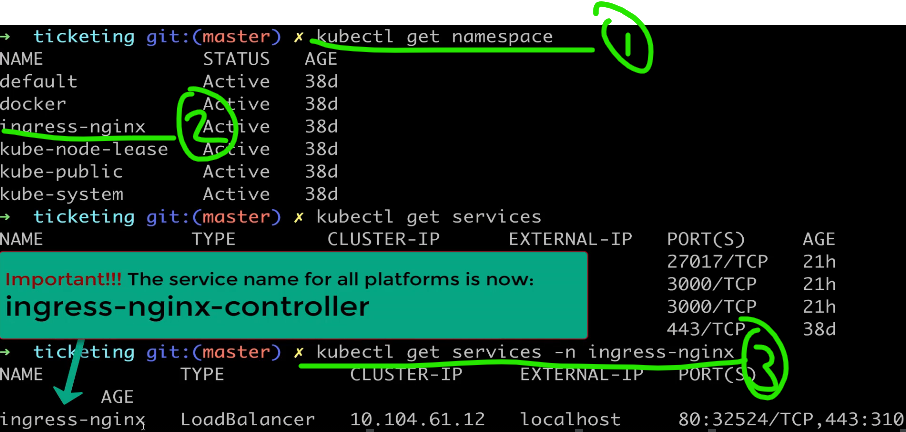 → ticketing git:(master) ✗ kubectl get namespace
1
NAME STATUS AGE
default Active 38d
docker Active 38d
ingress-nginx 2 Active 38d
kube-node-lease Active 38d
kube-public Active 38d
kube-system Active 38d
→ ticketing git:(master) ✗ kubectl get services
NAME TYPE CLUSTER-IP EXTERNAL-IP PORT(S) AGE
27017/TCP 21h
Important!!! The service name for all platforms is now:
3000/TCP 21h
ingress-nginx-controller
3000/TCP 21h
443/TCP 38d
→ ticketing git:(master) ✗ kubectl get services -n ingress-nginx
3
NAME TYPE CLUSTER-IP EXTERNAL-IP PORT(S)
AGE
ingress-nginx LoadBalancer 10.104.61.12 localhost 80:32524/TCP,443:310